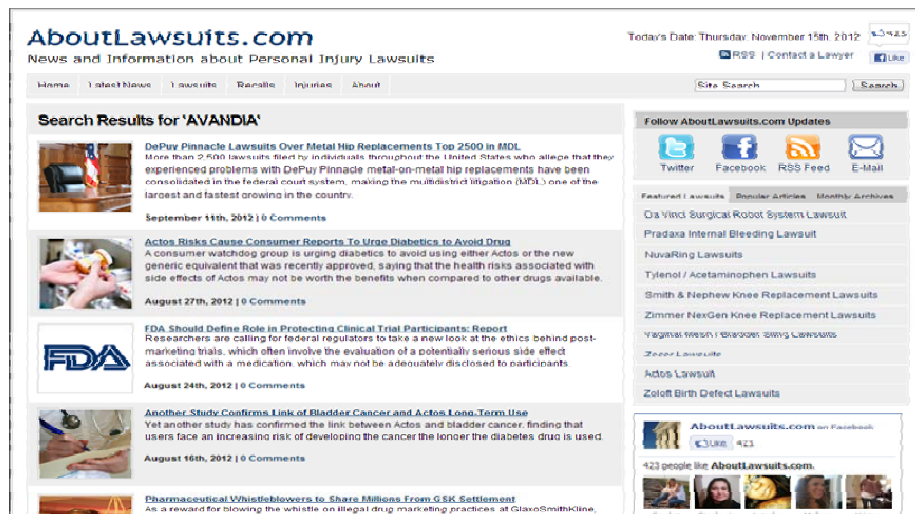 AboutLawsuits.com
News and Information about Personal Injury Lawsuits
Today's Date: Thursday, November 15th, 2012
RSS | Contact a Lawyer
Like
Home Latest News Lawsuits Recalls Injuries About
Site Search Search
Search Results for 'AVANDIA'
DePuy Pinnacle Lawsuits Over Metal Hip Replacements Top 2500 in MDL
More than 2,500 lawsuits filed by individuals throughout the United States who allege that they
experienced problems with DePuy Pinnacle metal-on-metal hip replacements have been
consolidated in the federal court system, making the multidistrict litigation (MDL) one of the
largest and fastest growing in the country.
September 11th, 2012 | 0 Comments
Actos Risks Cause Consumer Reports To Urge Diabetics to Avoid Drug
A consumer watchdog group is urging diabetics to avoid using either Actos or the new
generic equivalent that was recently approved, saying that the health risks associated with
side effects of Actos may not be worth the benefits when compared to other drugs available.
August 27th, 2012 | 0 Comments
FDA
FDA Should Define Role in Protecting Clinical Trial Participants: Report
Researchers are calling for federal regulators to take a new look at the ethics behind post-
marketing trials, which often involve the evaluation of a potentially serious side effect
associated with a medication, which may not be adequately disclosed to participants.
August 24th, 2012 | 0 Comments
Another Study Confirms Link of Bladder Cancer and Actos Long-Term Use
Yet another study has confirmed the link between Actos and bladder cancer, finding that
users face an increasing risk of developing the cancer the longer the diabetes drug is used.
August 16th, 2012 | 0 Comments
Pharmaceutical Whistleblowers to Share Millions From GSK Settlement
As a reward for blowing the whistle on illegal drug marketing practices at GlaxoSmithKline,
Follow AboutLawsuits.com Updates
Twitter Facebook RSS Feed E-Mail
Featured Lawsuits Popular Articles Monthly Archives
Da Vinci Surgical Robot System Lawsuit
Pradaxa Internal Bleeding Lawsuit
NuvaRing Lawsuits
Tylenol / Acetaminophen Lawsuits
Smith & Nephew Knee Replacement Lawsuits
Zimmer NexGen Knee Replacement Lawsuits
Vaginal Mesh / Bladder Sling Lawsuits
Lawsuits
Actos Lawsuit
Zoloft Birth Defect Lawsuits
AboutLawsuits.com on Facebook
Like 421
423 people like AboutLawsuits.com.